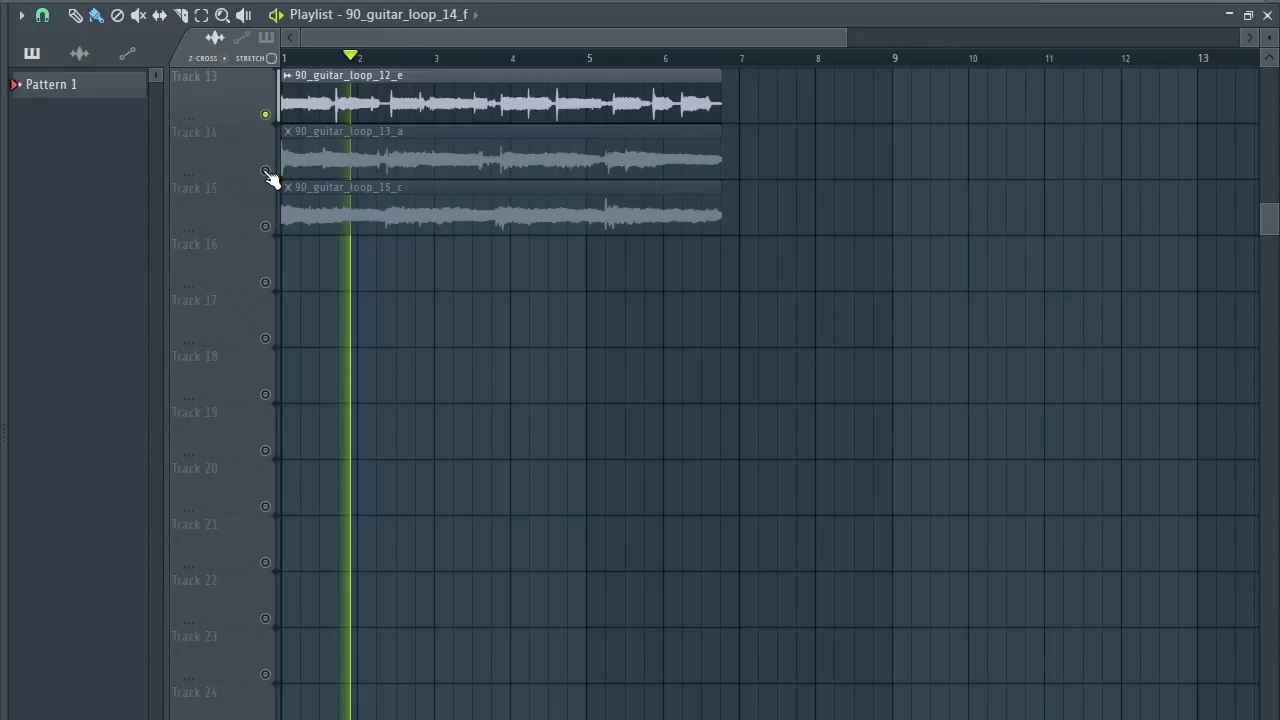 Playlist - 90_guitar_loop_14_f
Z-CROSS STRETCH
1 2 3 4 5 6 7 8 9 10 11 12 13
Pattern 1
Track 13
90_guitar_loop_12_e
Track 14
90_guitar_loop_13_a
Track 15
90_guitar_loop_15_c
Track 16
Track 17
Track 18
Track 19
Track 20
Track 21
Track 22
Track 23
Track 24